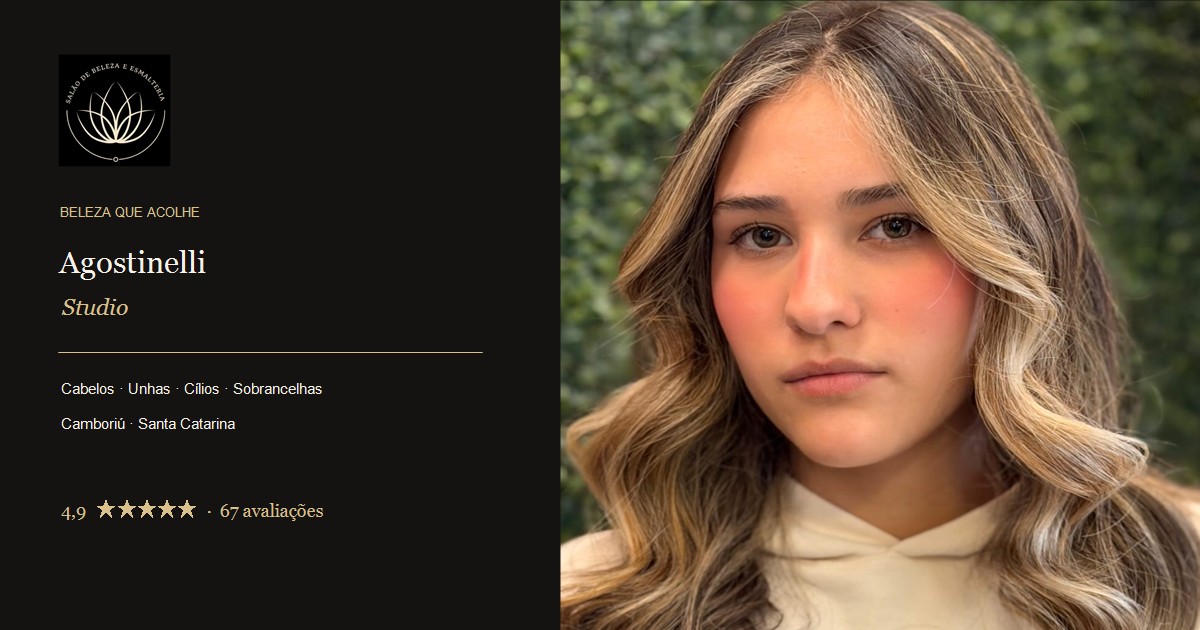 SALÃO DE BELEZA E ESMALTERIA
BELEZA QUE ACOLHE
Agostinelli
Studio
Cabelos · Unhas · Cílios · Sobrancelhas
Camboriú · Santa Catarina
4,9 ★★★★★ · 67 avaliações